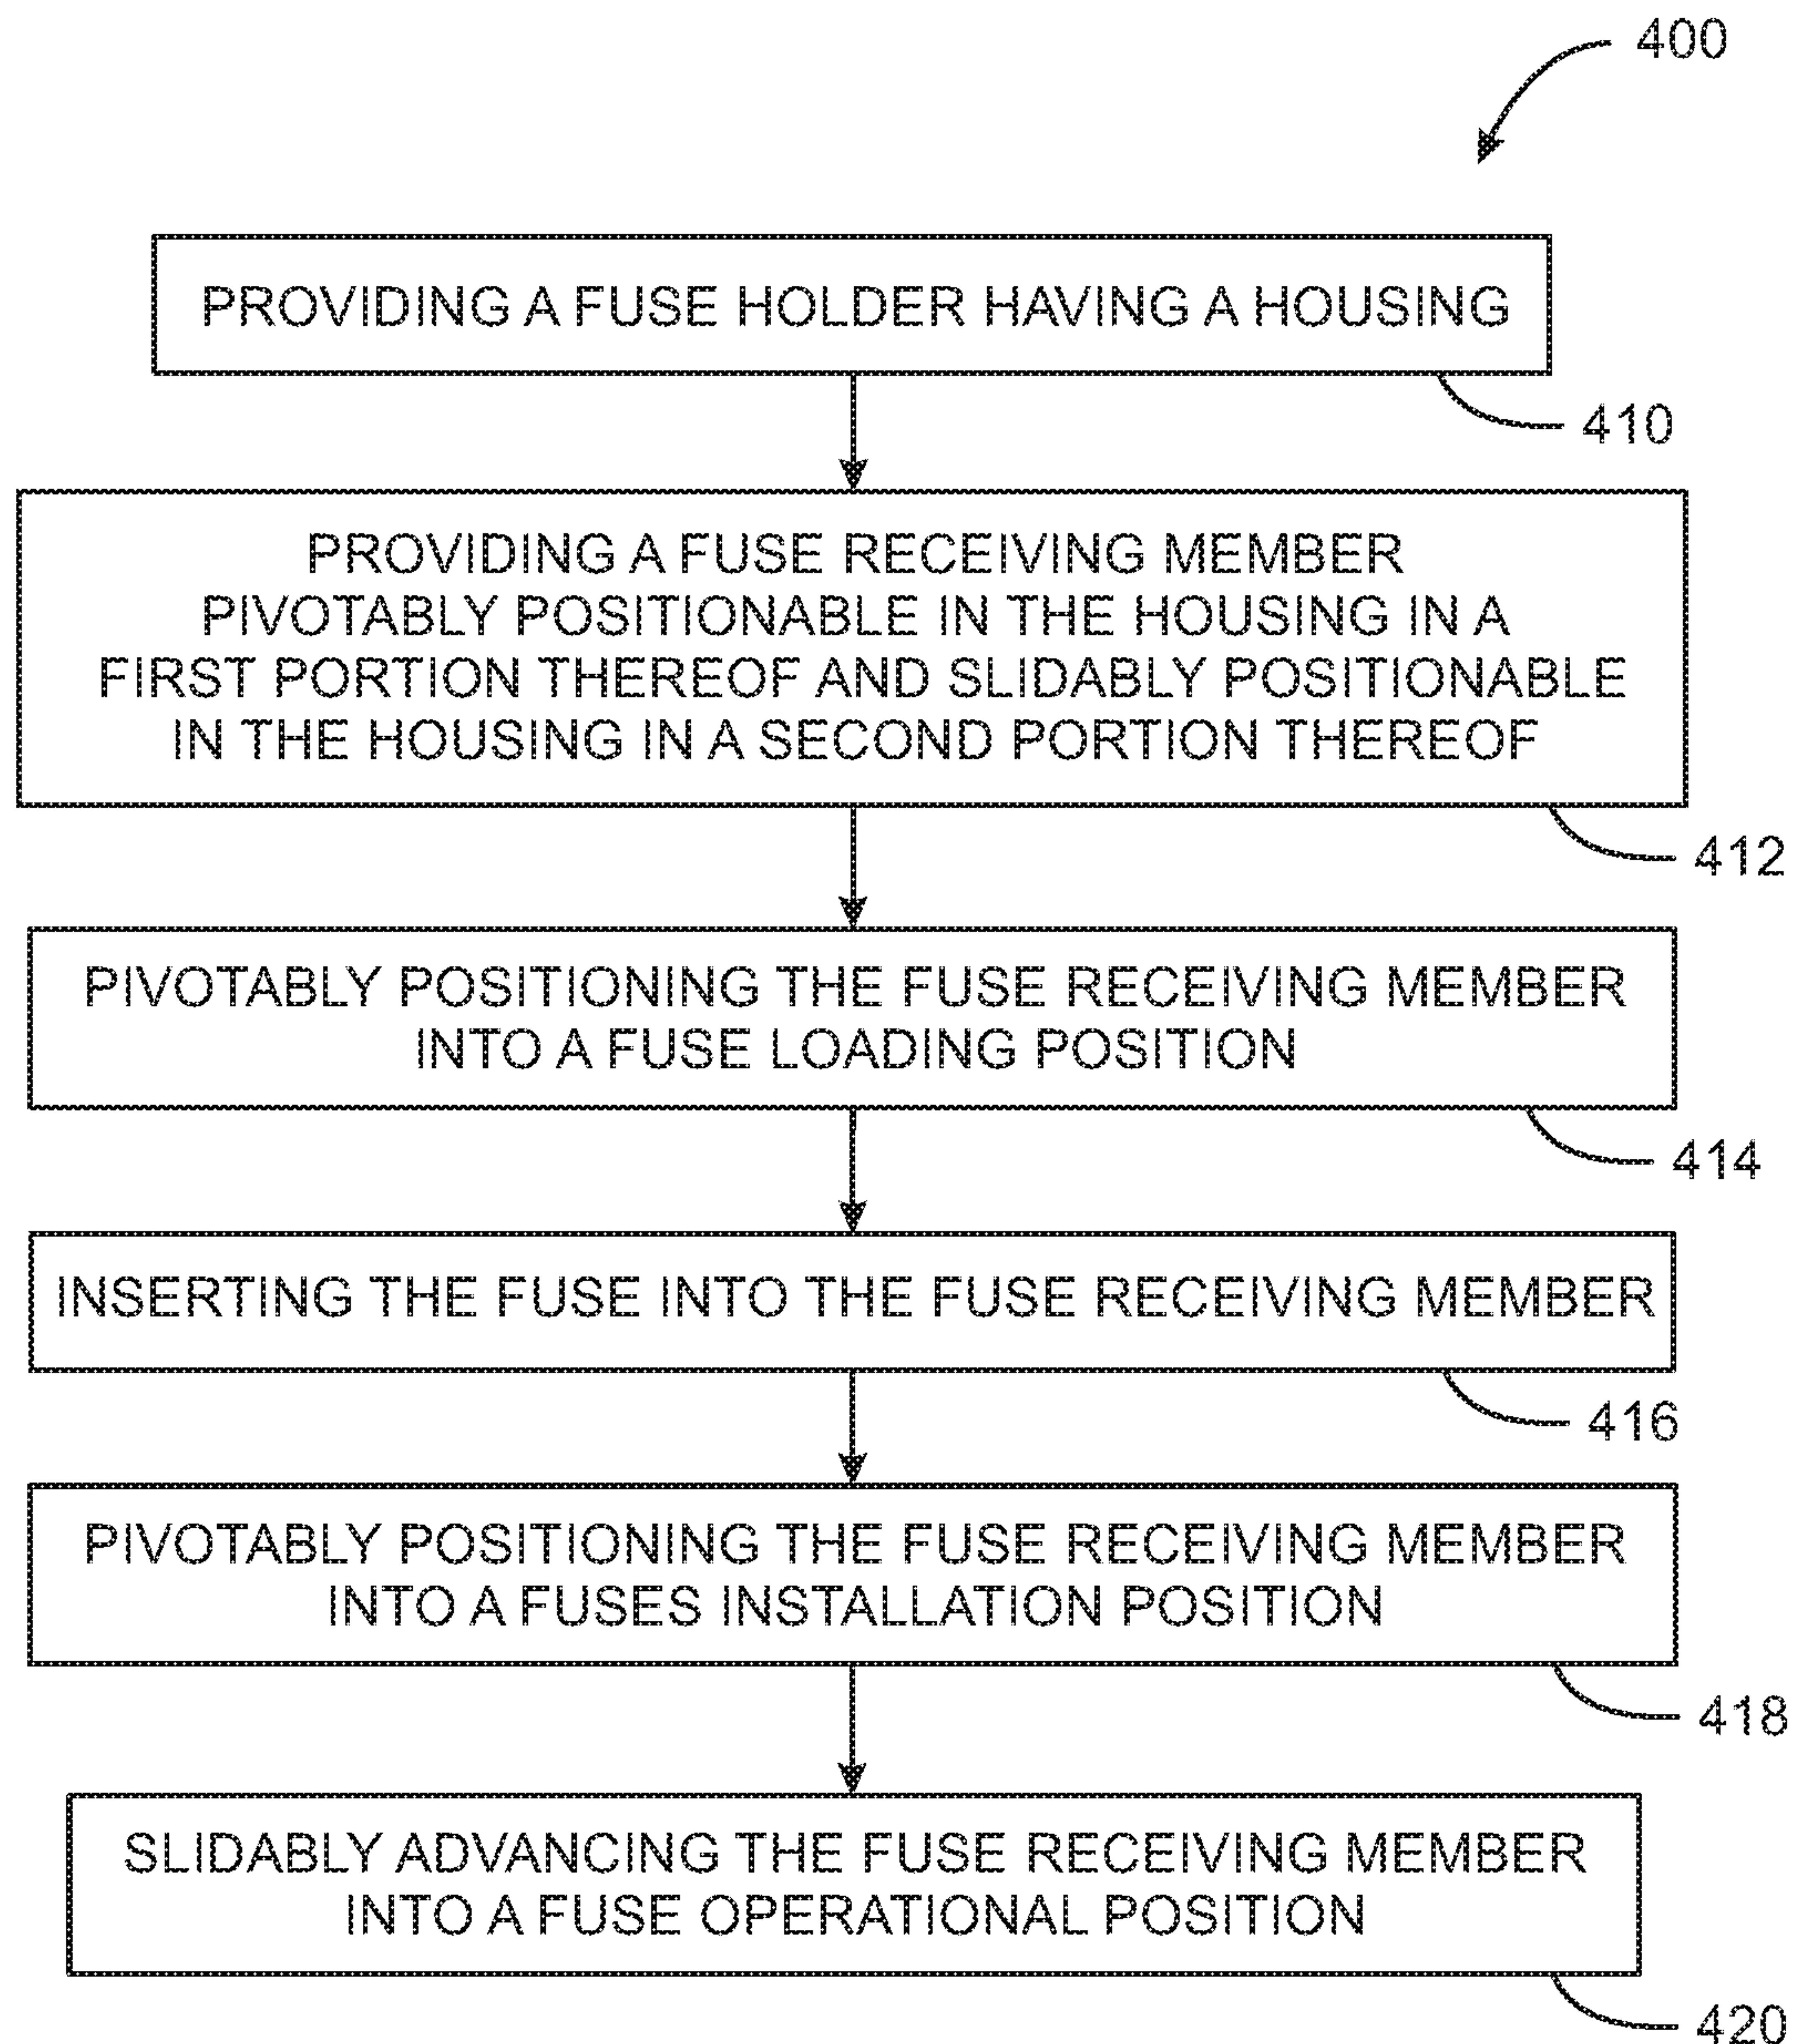 400
PROVIDING A FUSE HOLDER HAVING A HOUSING
410
PROVIDING A FUSE RECEIVING MEMBER
PIVOTABLY POSITIONABLE IN THE HOUSING IN A
FIRST PORTION THEREOF AND SLIDABLY POSITIONABLE
IN THE HOUSING IN A SECOND PORTION THEREOF
412
PIVOTABLY POSITIONING THE FUSE RECEIVING MEMBER
INTO A FUSE LOADING POSITION
414
INSERTING THE FUSE INTO THE FUSE RECEIVING MEMBER
416
PIVOTABLY POSITIONING THE FUSE RECEIVING MEMBER
INTO A FUSES INSTALLATION POSITION
418
SLIDABLY ADVANCING THE FUSE RECEIVING MEMBER
INTO A FUSE OPERATIONAL POSITION
420